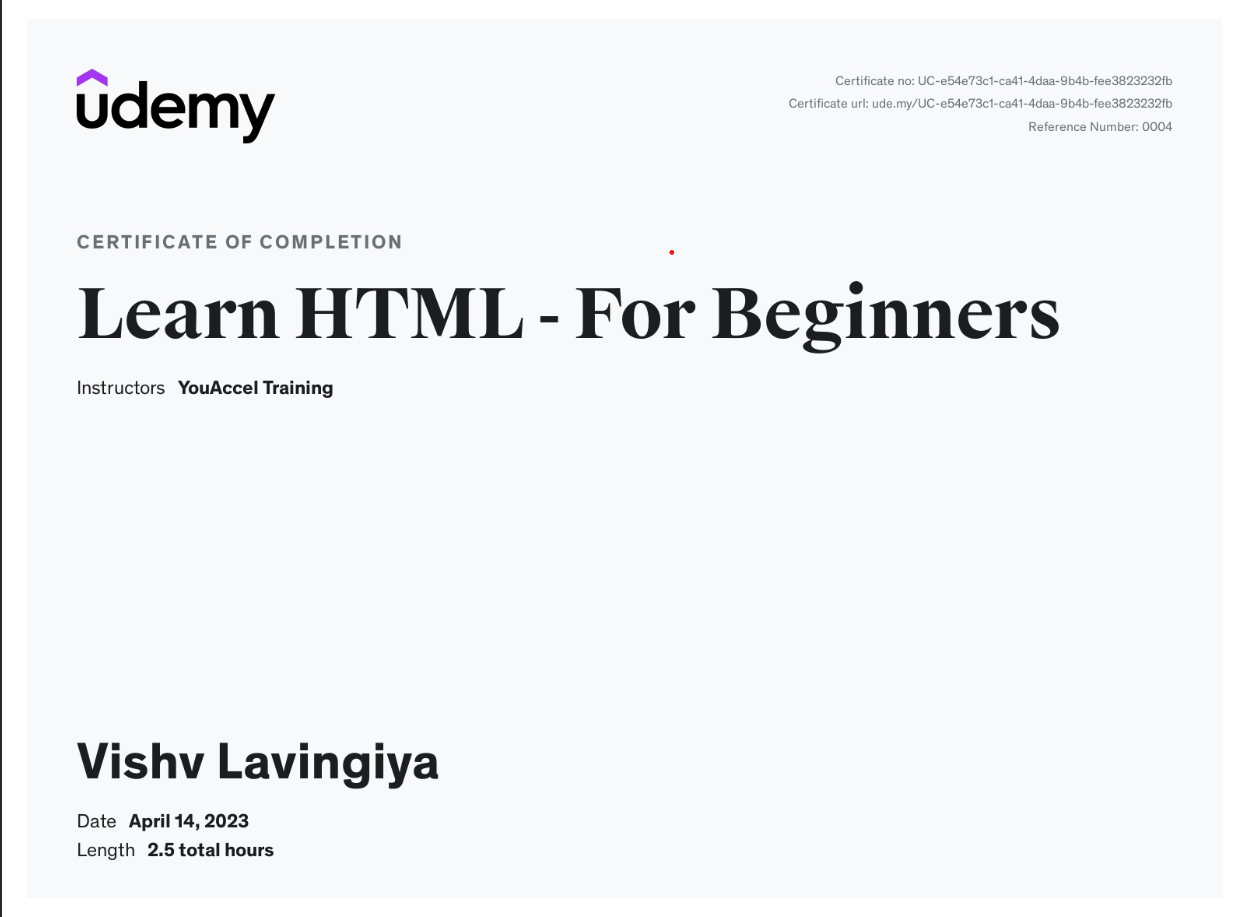 udemy
Certificate no: UC-e54e73c1-ca41-4daa-9b4b-fee3823232fb
Certificate url: ude.my/UC-e54e73c1-ca41-4daa-9b4b-fee3823232fb
Reference Number: 0004
CERTIFICATE OF COMPLETION
Learn HTML - For Beginners
Instructors YouAccel Training
Vishv Lavingiya
Date April 14, 2023
Length 2.5 total hours